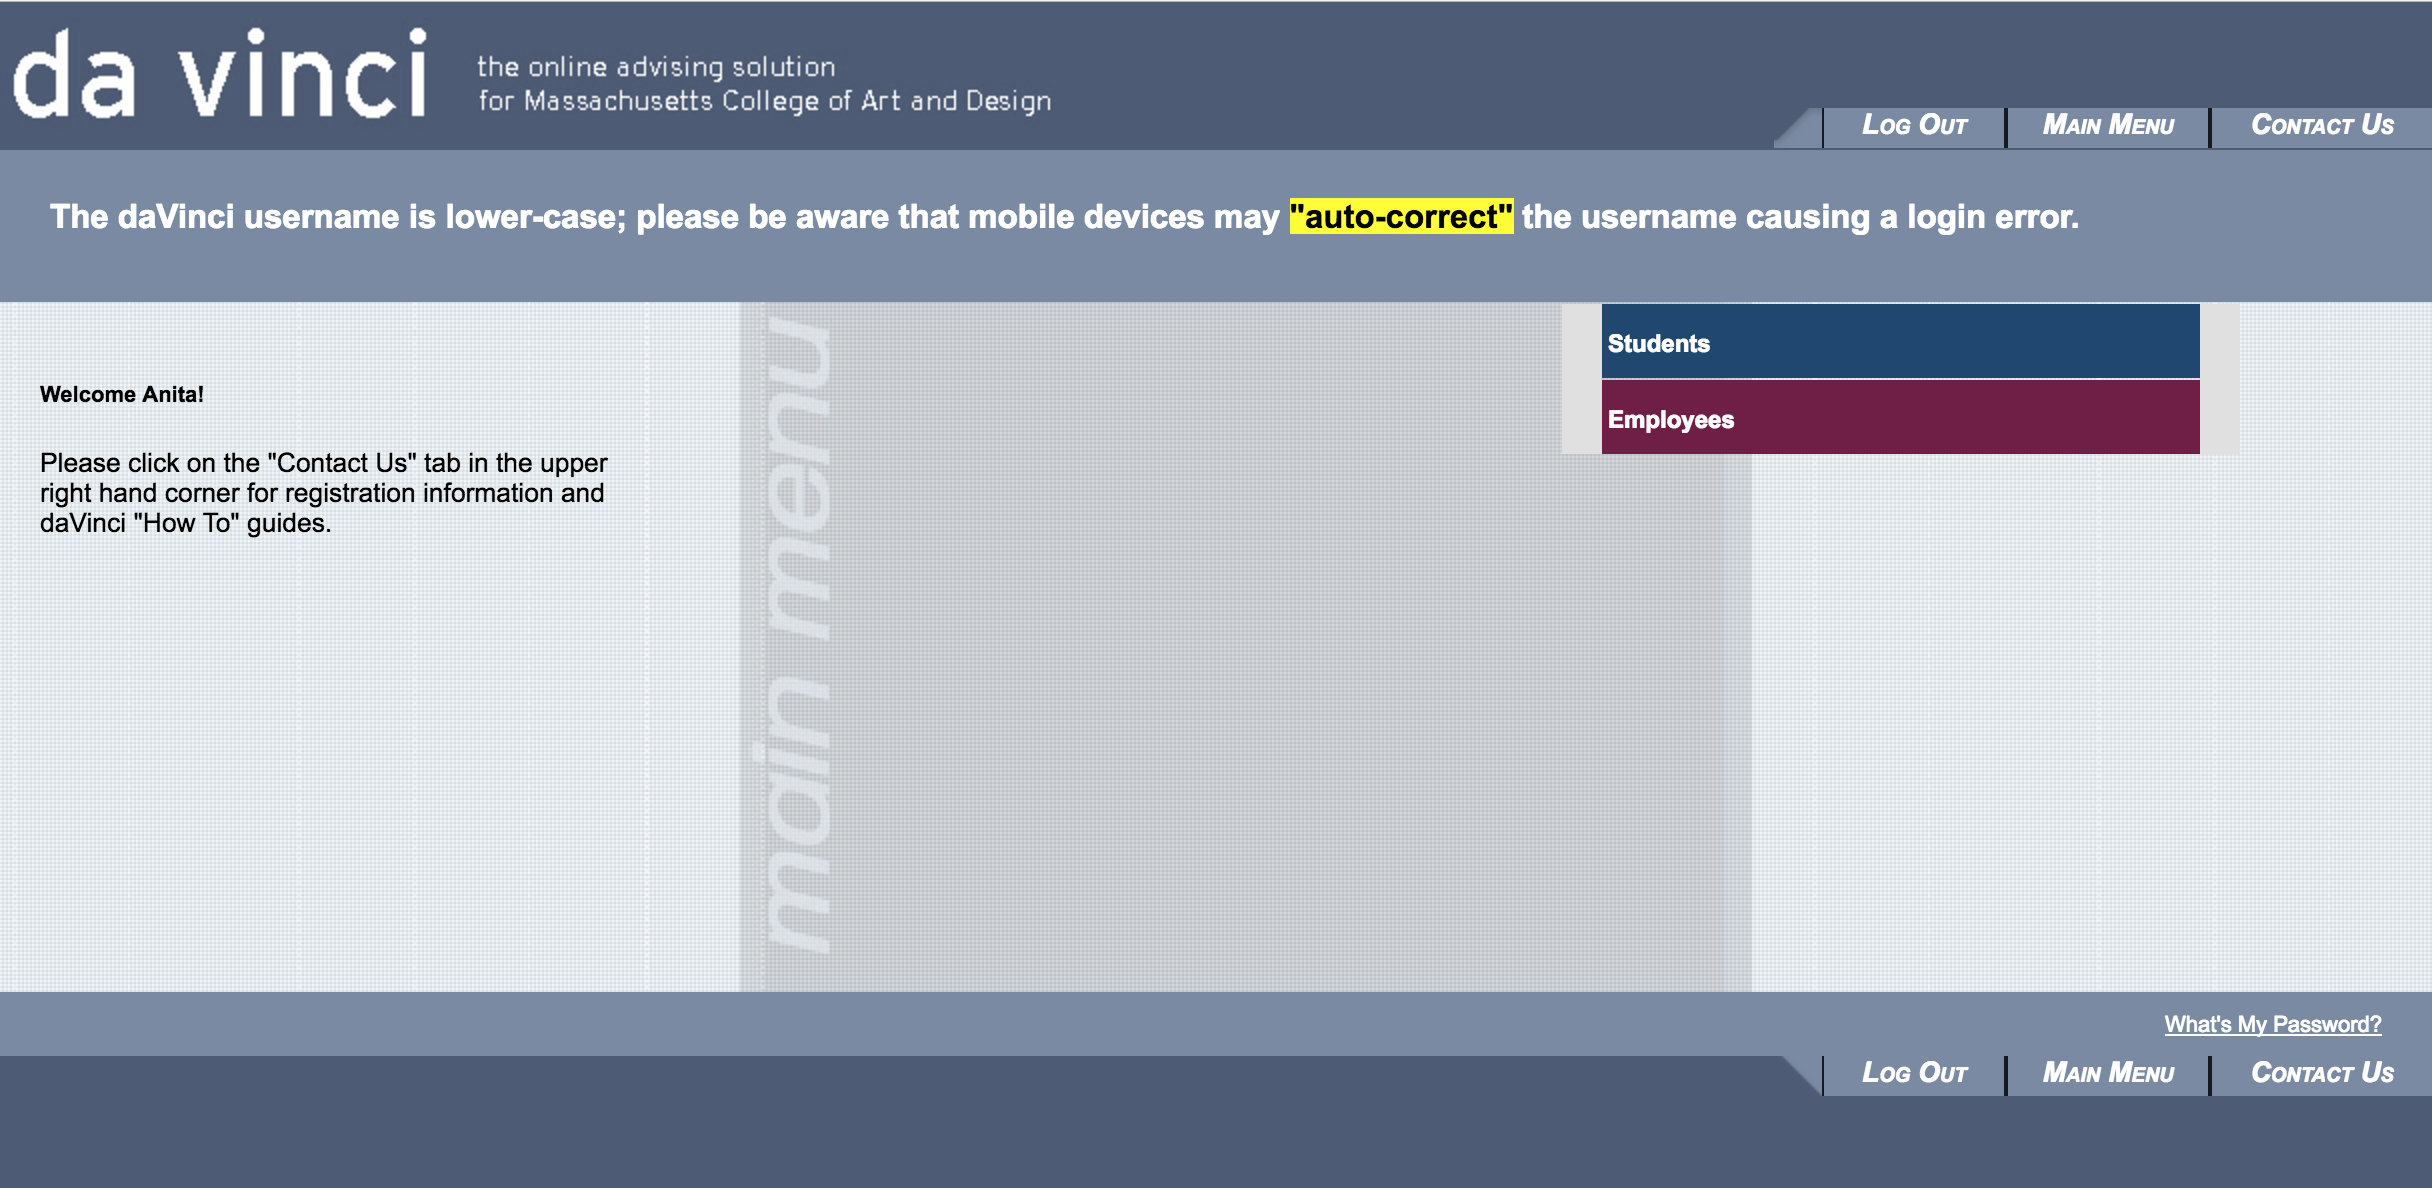 da vinci
the online advising solution
for Massachusetts College of Art and Design
Log Out
Main Menu
Contact Us
The daVinci username is lower-case; please be aware that mobile devices may "auto-correct" the username causing a login error.
Welcome Anita!
Please click on the "Contact Us" tab in the upper
right hand corner for registration information and
daVinci "How To" guides.
main menu
Students
Employees
What's My Password?
Log Out
Main Menu
Contact Us